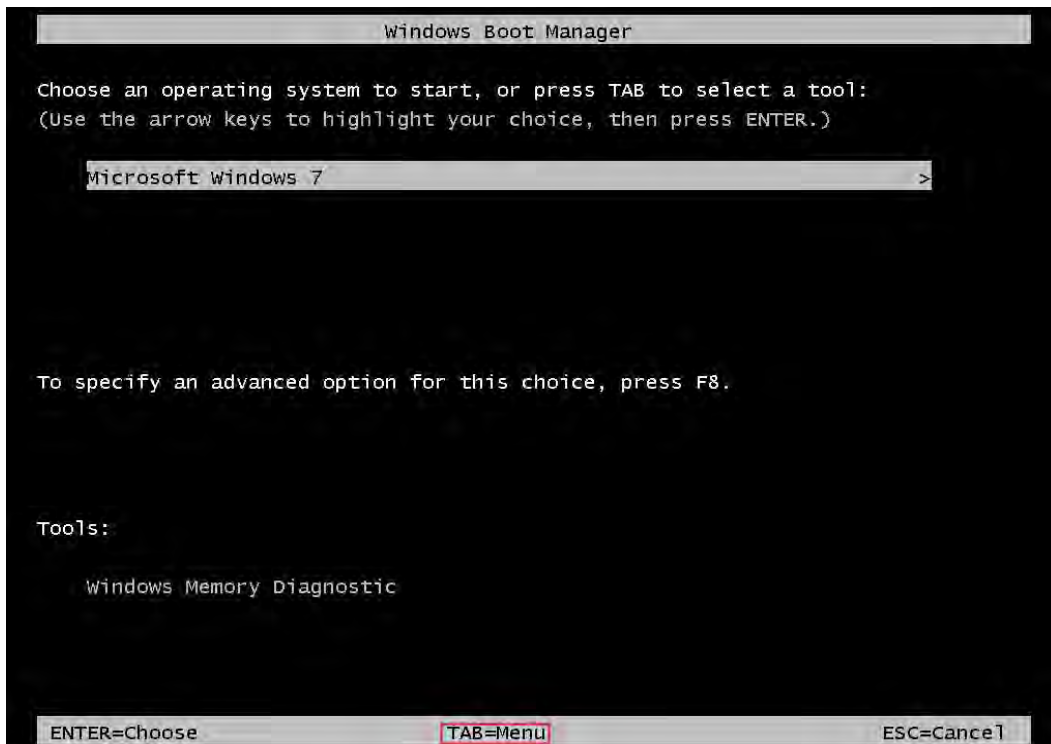 Windows Boot Manager
Choose an operating system to start, or press TAB to select a tool:
(Use the arrow keys to highlight your choice, then press ENTER.)
Microsoft Windows 7 >
To specify an advanced option for this choice, press F8.
Tools:
Windows Memory Diagnostic
ENTER=Choose TAB=Menu ESC=Cancel